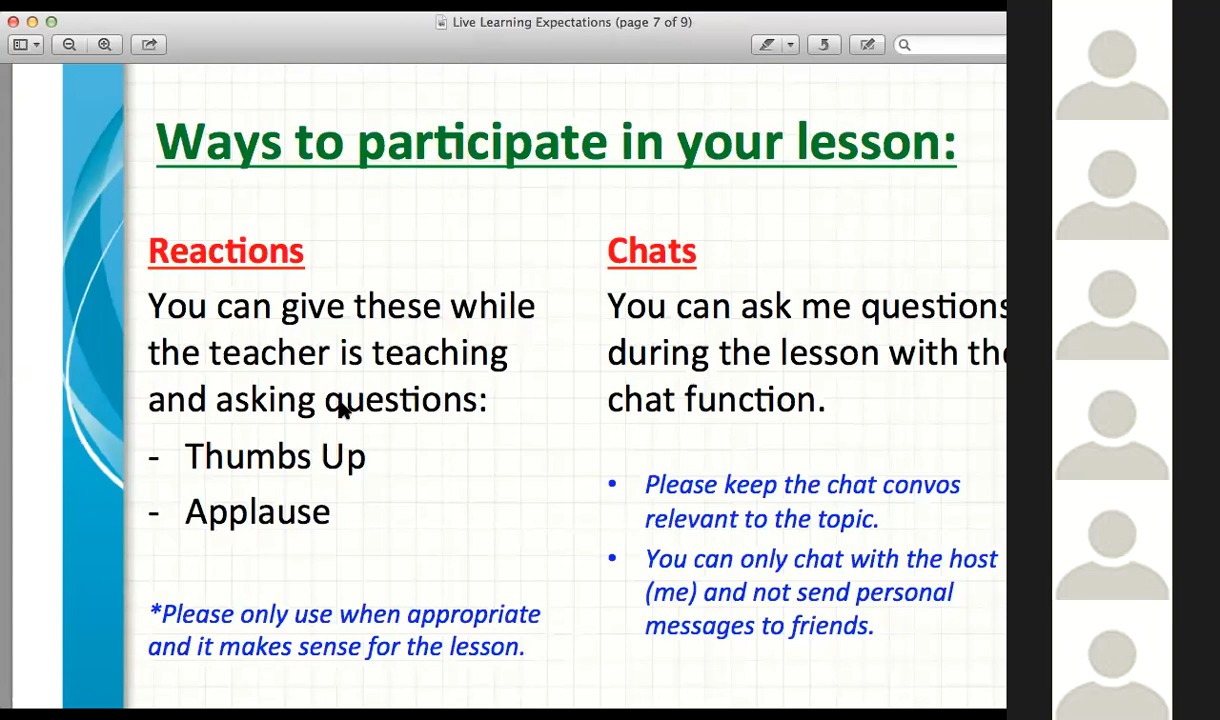 Live Learning Expectations (page 7 of 9)
Ways to participate in your lesson:
Reactions
You can give these while
the teacher is teaching
and asking questions:
- Thumbs Up
- Applause
*Please only use when appropriate
and it makes sense for the lesson.
Chats
You can ask me questions
during the lesson with the
chat function.
• Please keep the chat convos
relevant to the topic.
• You can only chat with the host
(me) and not send personal
messages to friends.